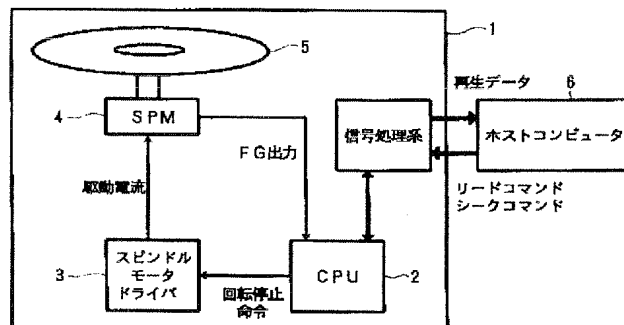 5
1
再生データ
6
4
SPM
信号処理系
ホストコンピュータ
FG出力
駆動電流
リードコマンド
シークコマンド
3
スピンドル
モータ
ドライバ
回転停止
命令
CPU
2